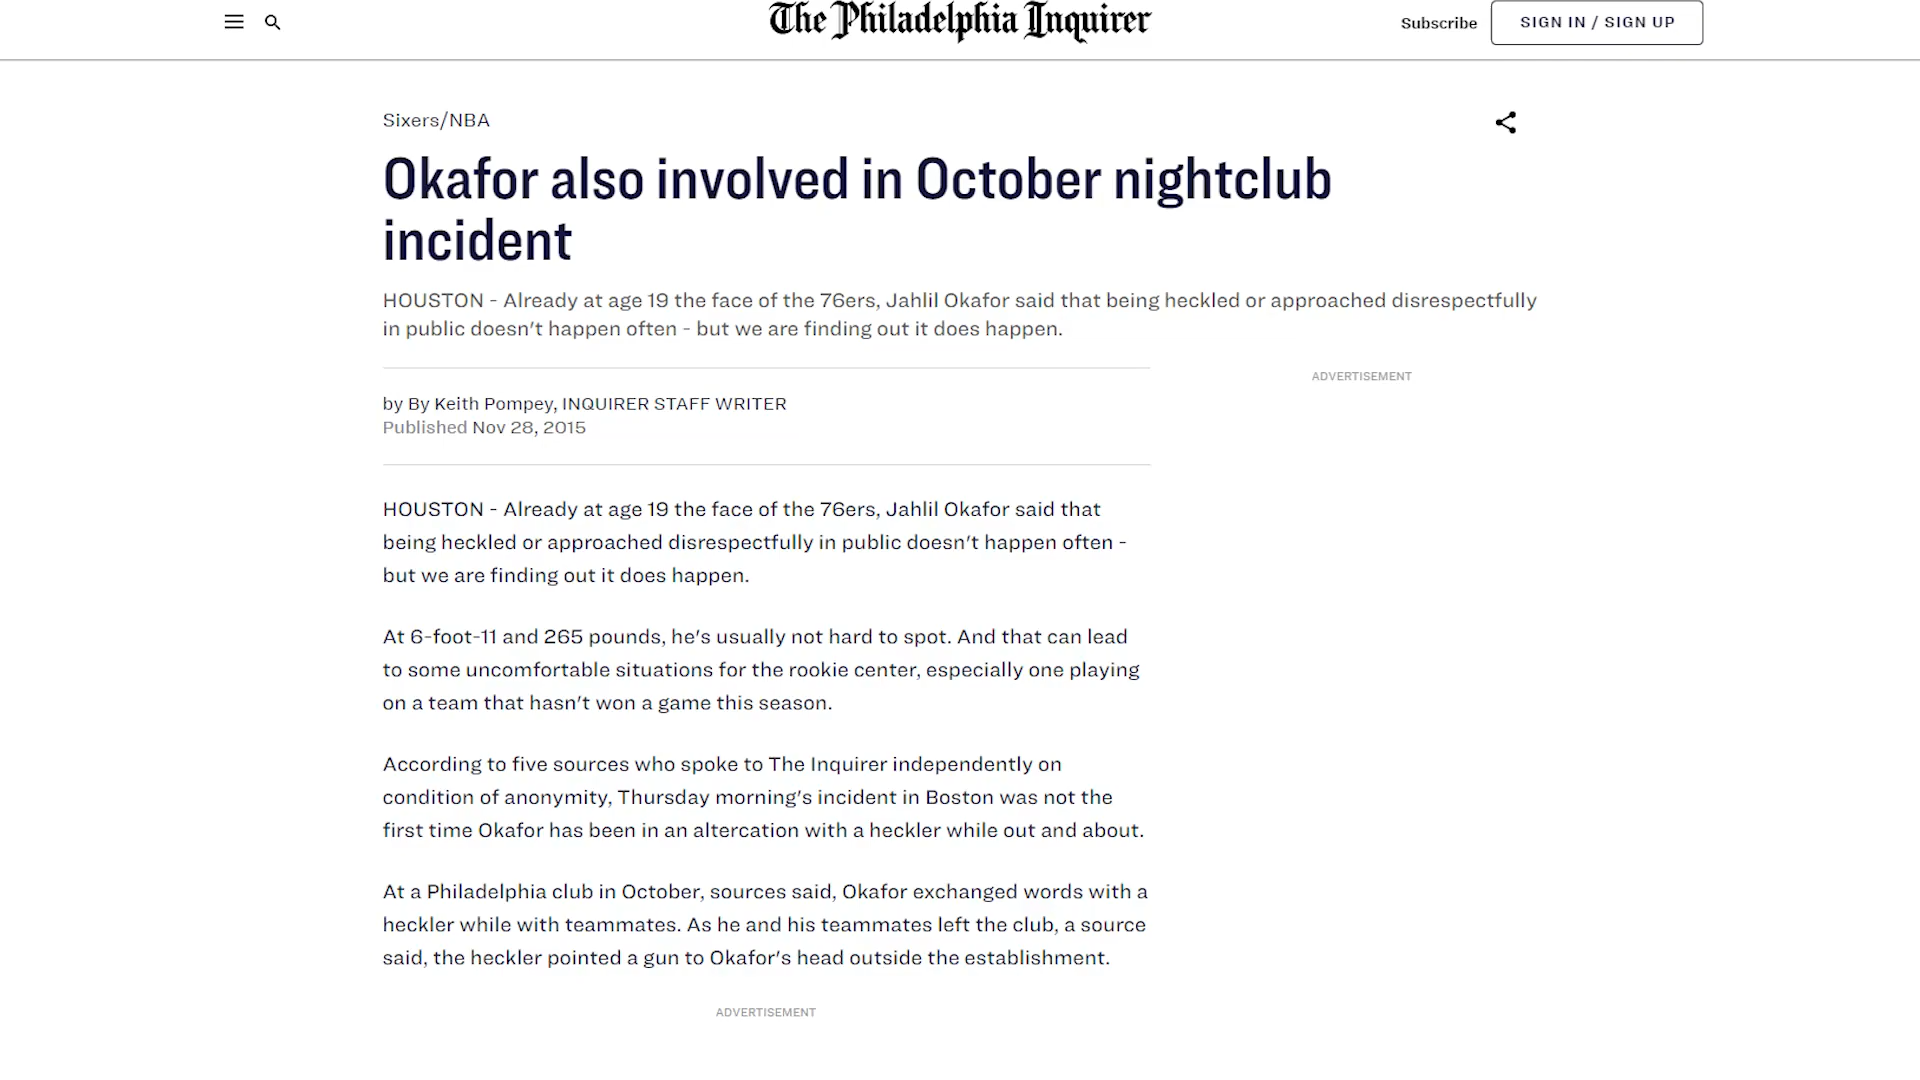 The Philadelphia Inquirer
Subscribe
SIGN IN / SIGN UP
Sixers/NBA
Okafor also involved in October nightclub
incident
HOUSTON - Already at age 19 the face of the 76ers, Jahlil Okafor said that being heckled or approached disrespectfully
in public doesn't happen often - but we are finding out it does happen.
ADVERTISEMENT
by By Keith Pompey, INQUIRER STAFF WRITER
Published Nov 28, 2015
HOUSTON - Already at age 19 the face of the 76ers, Jahlil Okafor said that
being heckled or approached disrespectfully in public doesn't happen often -
but we are finding out it does happen.
At 6-foot-11 and 265 pounds, he's usually not hard to spot. And that can lead
to some uncomfortable situations for the rookie center, especially one playing
on a team that hasn't won a game this season.
According to five sources who spoke to The Inquirer independently on
condition of anonymity, Thursday morning's incident in Boston was not the
first time Okafor has been in an altercation with a heckler while out and about.
At a Philadelphia club in October, sources said, Okafor exchanged words with a
heckler while with teammates. As he and his teammates left the club, a source
said, the heckler pointed a gun to Okafor's head outside the establishment.
ADVERTISEMENT